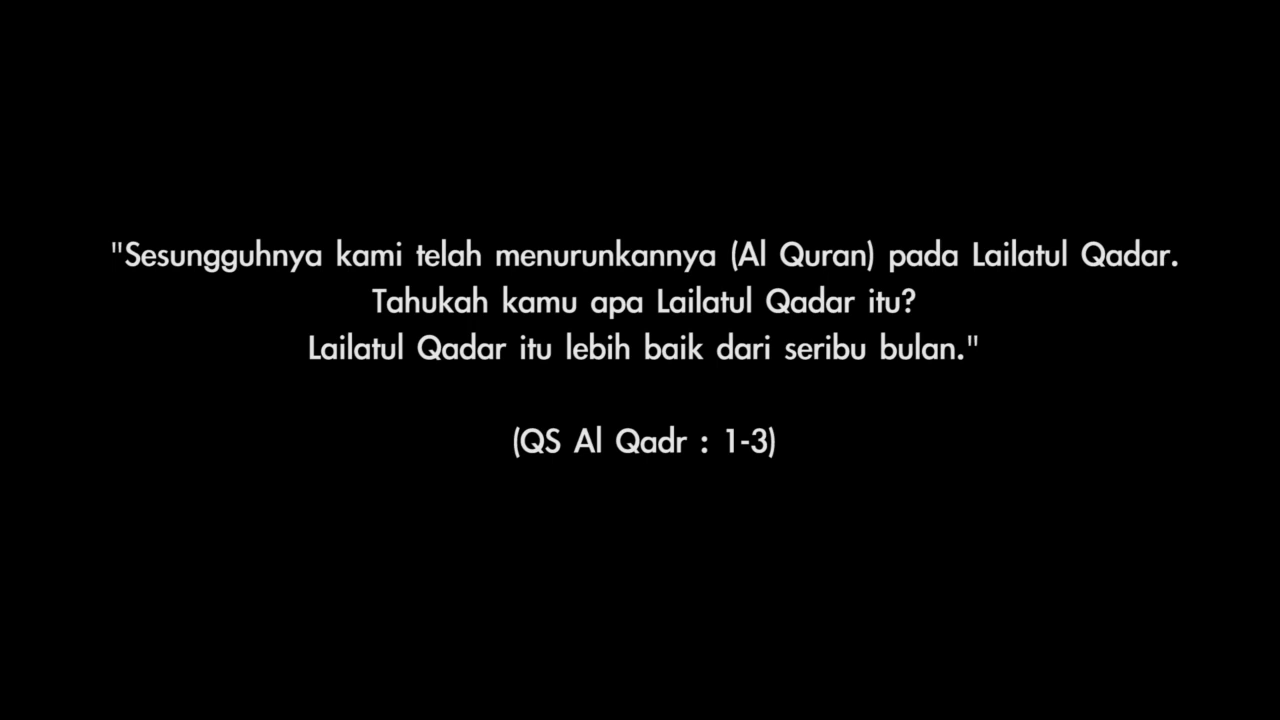 "Sesungguhnya kami telah menurunkannya (Al Quran) pada Lailatul Qadar.
Tahukah kamu apa Lailatul Qadar itu?
Lailatul Qadar itu lebih baik dari seribu bulan."
(QS Al Qadr : 1-3)